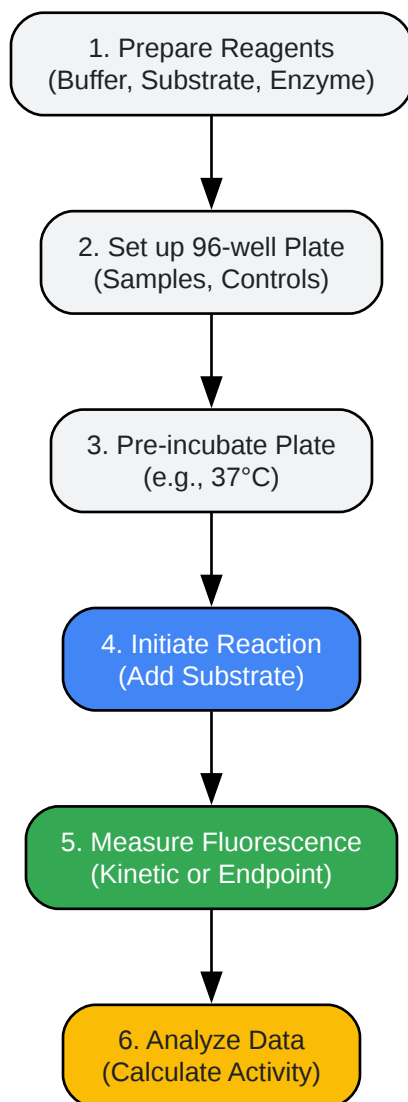 1. Prepare Reagents
(Buffer, Substrate, Enzyme)
2. Set up 96-well Plate
(Samples, Controls)
3. Pre-incubate Plate
(e.g., 37°C)
4. Initiate Reaction
(Add Substrate)
5. Measure Fluorescence
(Kinetic or Endpoint)
6. Analyze Data
(Calculate Activity)